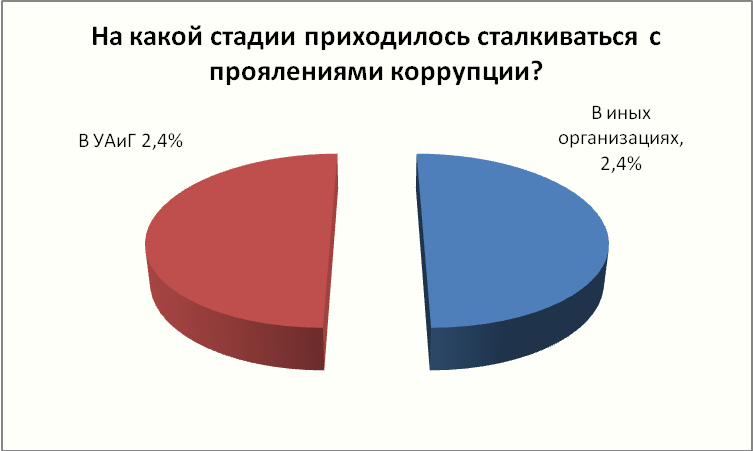 На какой стадии приходилось сталкиваться с
проялениями коррупции?
В УАиГ 2,4%
В иных
организациях,
2,4%